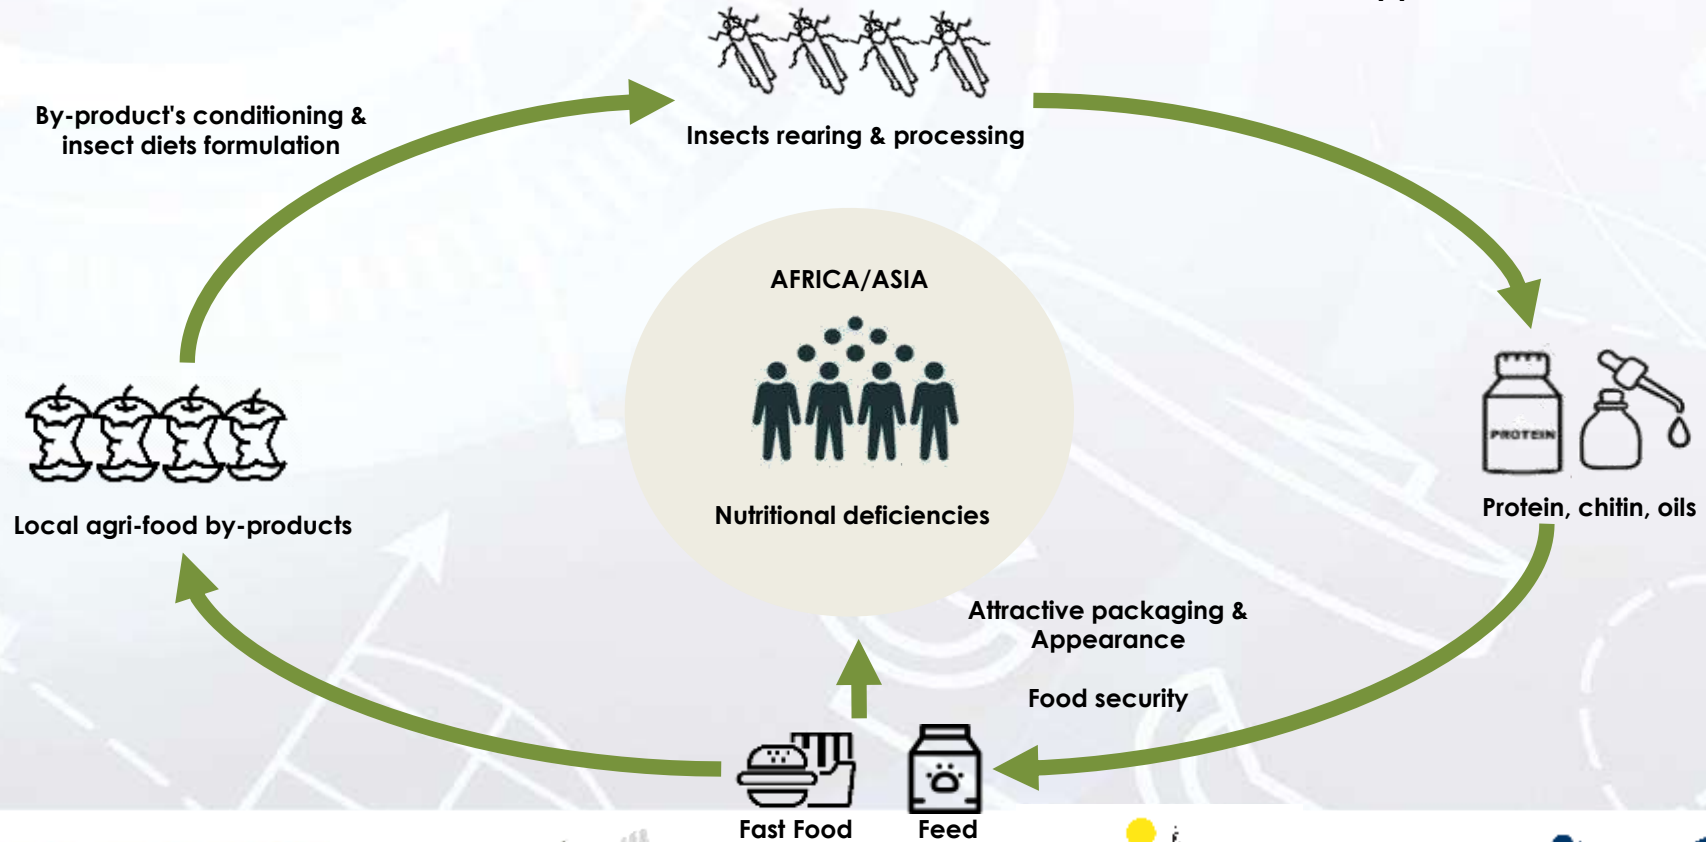 By-product's conditioning &
insect diets formulation
Insects rearing & processing
AFRICA/ASIA
Nutritional deficiencies
PROTEIN
Protein, chitin, oils
Local agri-food by-products
Attractive packaging &
Appearance
Food security
Fast Food
Feed